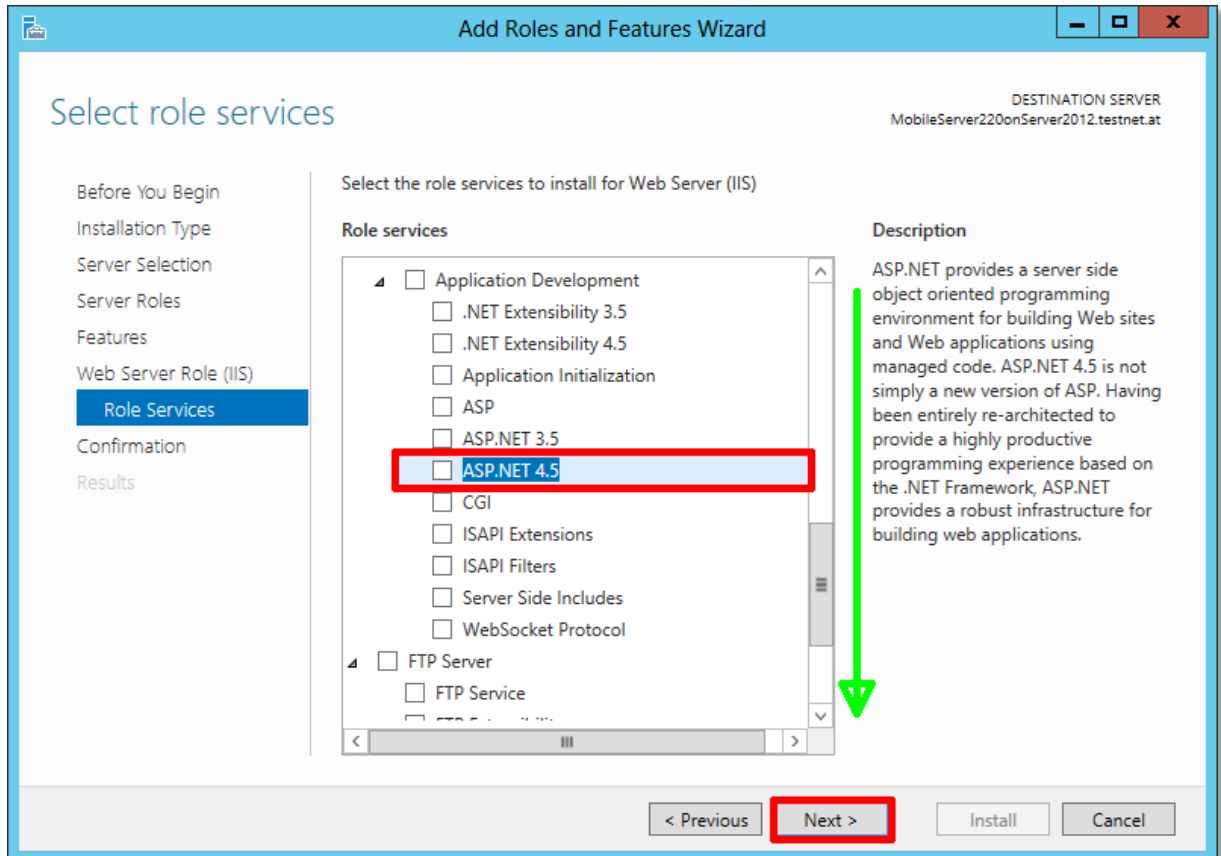 Add Roles and Features Wizard
Select role services
DESTINATION SERVER
MobileServer220onServer2012.testnet.at
Before You Begin
Installation Type
Server Selection
Server Roles
Features
Web Server Role (IIS)
Role Services
Confirmation
Results
Select the role services to install for Web Server (IIS)
Role services
Application Development
.NET Extensibility 3.5
.NET Extensibility 4.5
Application Initialization
ASP
ASP.NET 3.5
ASP.NET 4.5
CGI
ISAPI Extensions
ISAPI Filters
Server Side Includes
WebSocket Protocol
FTP Server
FTP Service
Description
ASP.NET provides a server side
object oriented programming
environment for building Web sites
and Web applications using
managed code. ASP.NET 4.5 is not
simply a new version of ASP. Having
been entirely re-architected to
provide a highly productive
programming experience based on
the .NET Framework, ASP.NET
provides a robust infrastructure for
building web applications.
< Previous
Next >
Install
Cancel